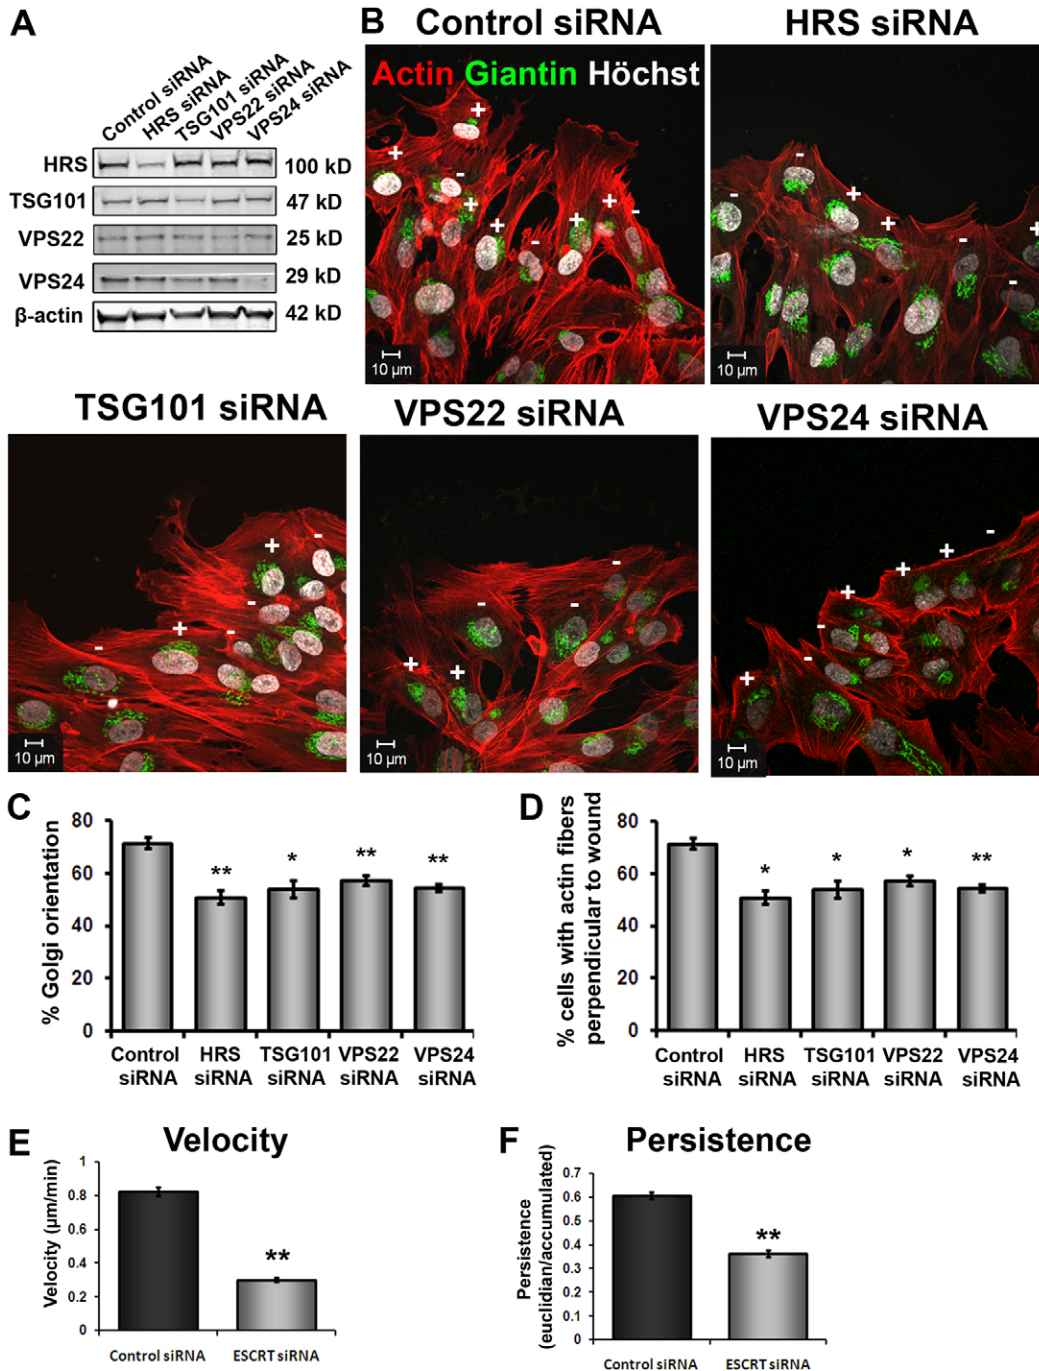 A
Control siRNA
HRS siRNA
TSG101 siRNA
VPS22 siRNA
VPS24 siRNA
HRS
100 kD
TSG101
47 kD
VPS22
25 kD
VPS24
29 kD
β-actin
42 kD
B
Control siRNA
HRS siRNA
Actin Giantin Höchst
+
+
-
+
+
-
+
+
-
10 µm
-
-
+
+
-
+
-
10 µm
TSG101 siRNA
VPS22 siRNA
VPS24 siRNA
+
-
-
+
-
-
10 µm
-
-
-
+
+
10 µm
-
+
+
+
-
-
+
10 µm
C
% Golgi orientation
80
60
40
20
0
**
*
**
**
Control siRNA
HRS siRNA
TSG101 siRNA
VPS22 siRNA
VPS24 siRNA
D
% cells with actin fibers
perpendicular to wound
80
60
40
20
0
*
*
*
**
Control siRNA
HRS siRNA
TSG101 siRNA
VPS22 siRNA
VPS24 siRNA
E
Velocity
Velocity (µm/min)
1
0.8
0.6
0.4
0.2
0
**
Control siRNA
ESCRT siRNA
F
Persistence
Persistence
(euclidian/accumulated)
0.7
0.6
0.5
0.4
0.3
0.2
0.1
0
**
Control siRNA
ESCRT siRNA